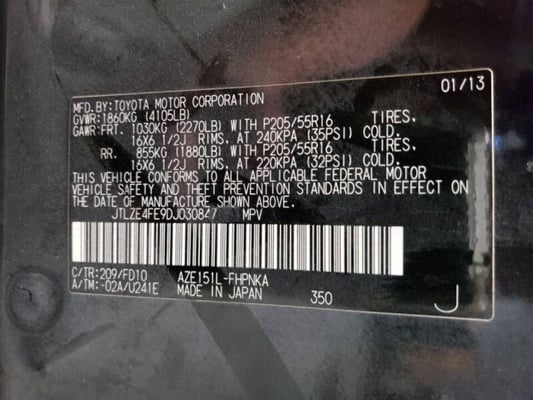 01/13
MFD.BY:TOYOTA MOTOR CORPORATION
GVWR:1860KG (4105LB)
GAWR:FRT. 1030KG (2270LB) WITH P205/55R16 TIRES,
16X6 1/2J RIMS, AT 240KPA (35PSI) COLD.
RR. 855KG (1880LB) WITH P205/55R16 TIRES,
16X6 1/2J RIMS, AT 220KPA (32PSI) COLD.
THIS VEHICLE CONFORMS TO ALL APPLICABLE FEDERAL MOTOR
VEHICLE SAFETY AND THEFT PREVENTION STANDARDS IN EFFECT
ON THE DATE OF MANUFACTURE SHOWN ABOVE.
JTLZE4FE9DJ030847 MPV
C/TR:209/FD10 AZE151L-FHPNKA
A/TM:-02A/U241E MADE IN JAPAN 350 J